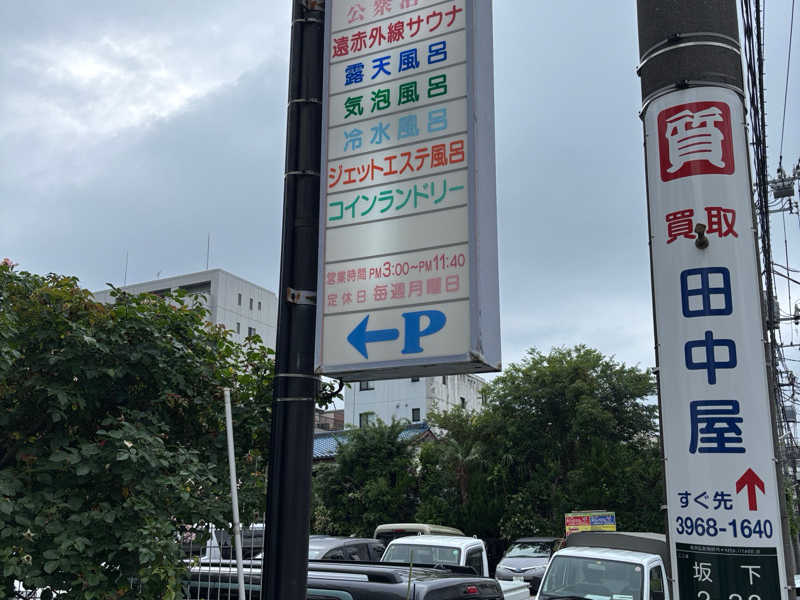 公衆浴
遠赤外線サウナ
露天風呂
気泡風呂
冷水風呂
ジェットエステ風呂
コインランドリー
営業時間 PM3:00~PM11:40
定休日 毎週月曜日
P
質
買取
田中屋
すぐ先
3968-1640
坂下